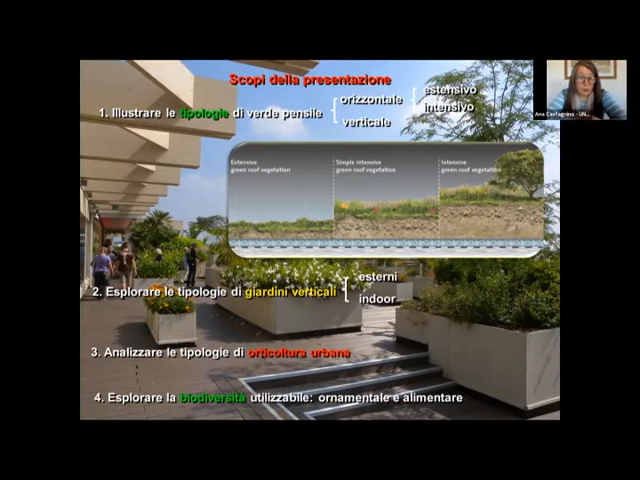 Scopi della presentazione
1. Illustrare le tipologie di verde pensile
orizzontale
estensivo
intensivo
verticale
Extensive
green roof vegetation
Simple intensive
green roof vegetation
Intensive
green roof vegetation
2. Esplorare le tipologie di giardini verticali
esterni
indoor
3. Analizzare le tipologie di orticoltura urbana
4. Esplorare la biodiversità utilizzabile: ornamentale e alimentare
Ana Castagnino - UN...